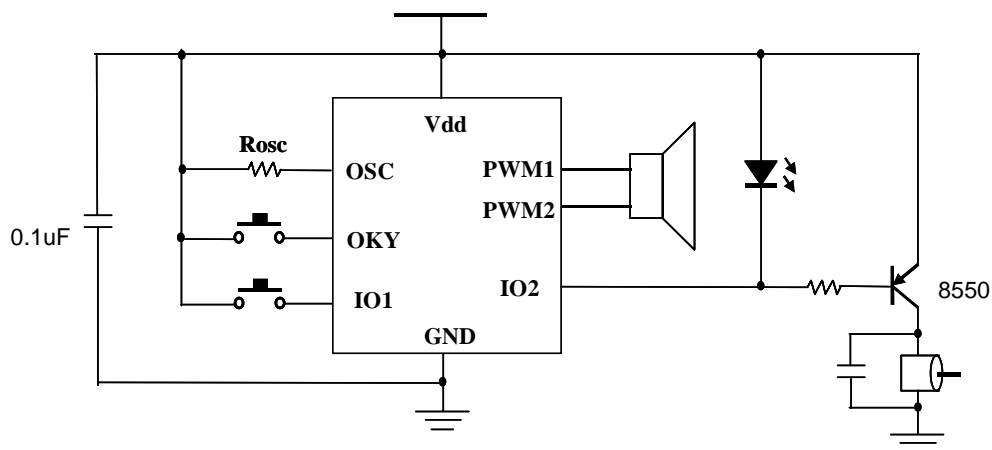 Vdd
Rosc
OSC
PWM1
PWM2
0.1uF
OKY
IO1
IO2
8550
GND